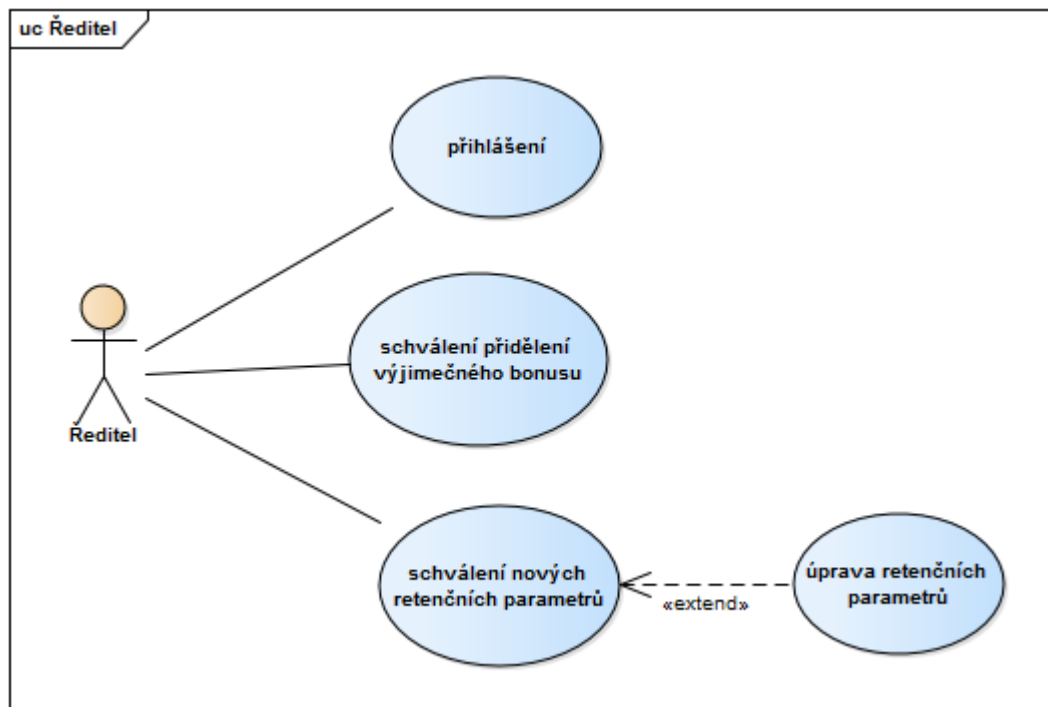 uc Ředitel
přihlášení
schválení přidělení
výjimečného bonusu
Ředitel
schválení nových
retenčních parametrů
«extend»
úprava retenčních
parametrů